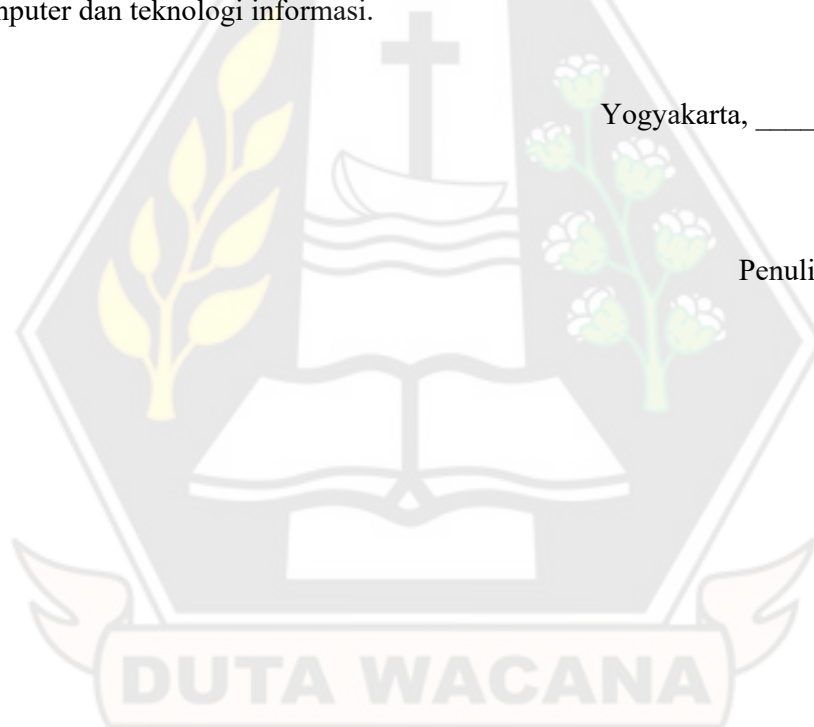 mputer dan teknologi informasi.
Yogyakarta, ____
Penuli
DUTA WACANA